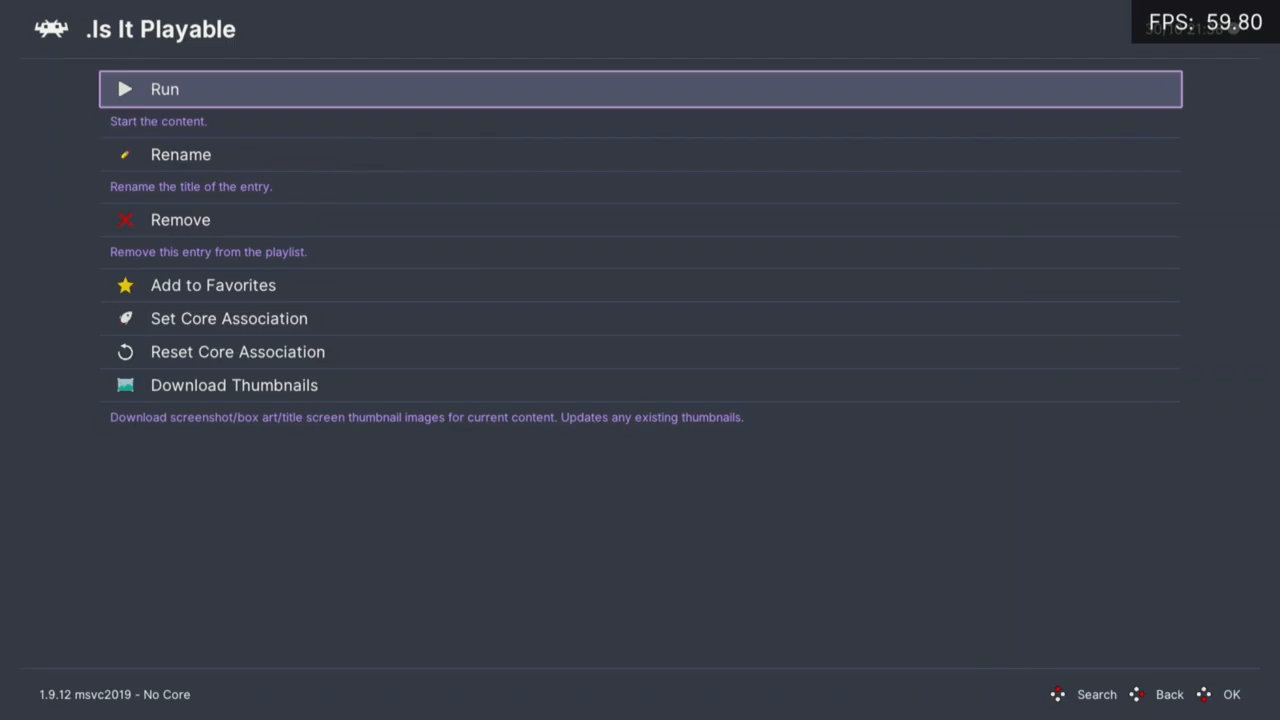 .Is It Playable
FPS: 59.80
Run
Start the content.
Rename
Rename the title of the entry.
Remove
Remove this entry from the playlist.
Add to Favorites
Set Core Association
Reset Core Association
Download Thumbnails
Download screenshot/box art/title screen thumbnail images for current content. Updates any existing thumbnails.
1.9.12 msvc2019 - No Core
Search Back OK